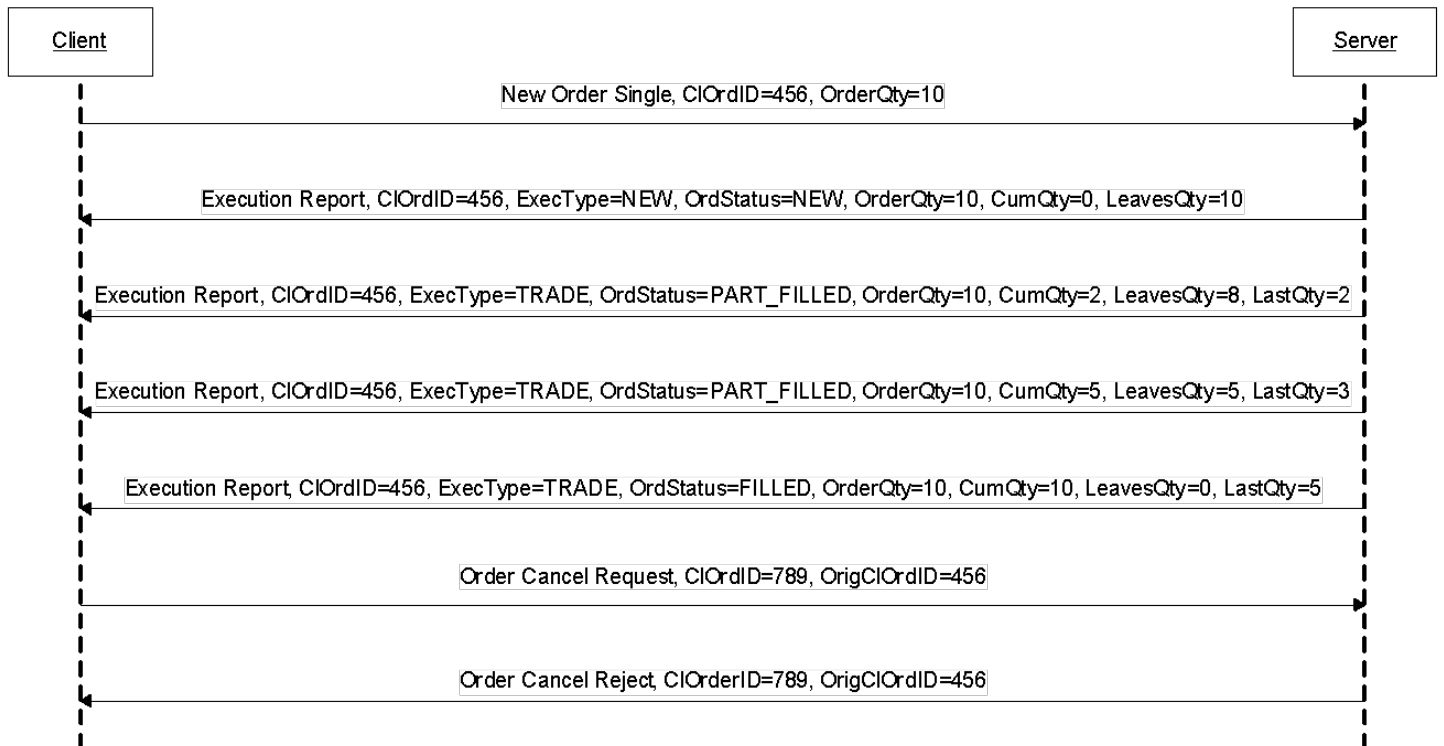 Client
Server
New Order Single, ClOrdID=456, OrderQty=10
Execution Report, ClOrdID=456, ExecType=NEW, OrdStatus=NEW, OrderQty=10, CumQty=0, LeavesQty=10
Execution Report, ClOrdID=456, ExecType=TRADE, OrdStatus=PART_FILLED, OrderQty=10, CumQty=2, LeavesQty=8, LastQty=2
Execution Report, ClOrdID=456, ExecType=TRADE, OrdStatus=PART_FILLED, OrderQty=10, CumQty=5, LeavesQty=5, LastQty=3
Execution Report, ClOrdID=456, ExecType=TRADE, OrdStatus=FILLED, OrderQty=10, CumQty=10, LeavesQty=0, LastQty=5
Order Cancel Request, ClOrdID=789, OrigClOrdID=456
Order Cancel Reject, ClOrderID=789, OrigClOrdID=456